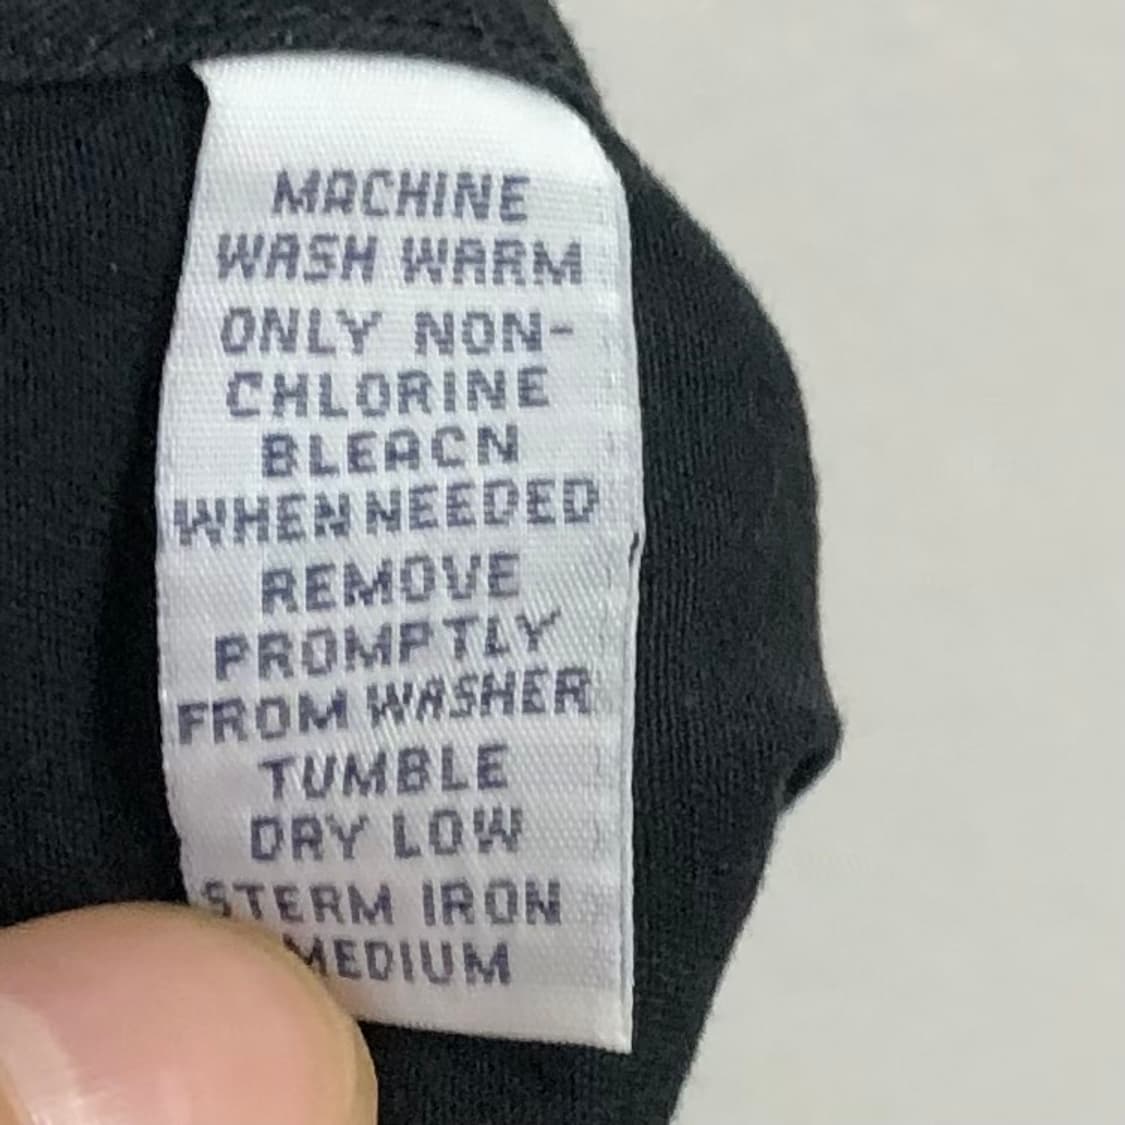 MACHINE
WASH WARM
ONLY NON-
CHLORINE
BLEACN
WHEN NEEDED
REMOVE
PROMPTLY
FROM WASHER
TUMBLE
DRY LOW
STERM IRON
MEDIUM